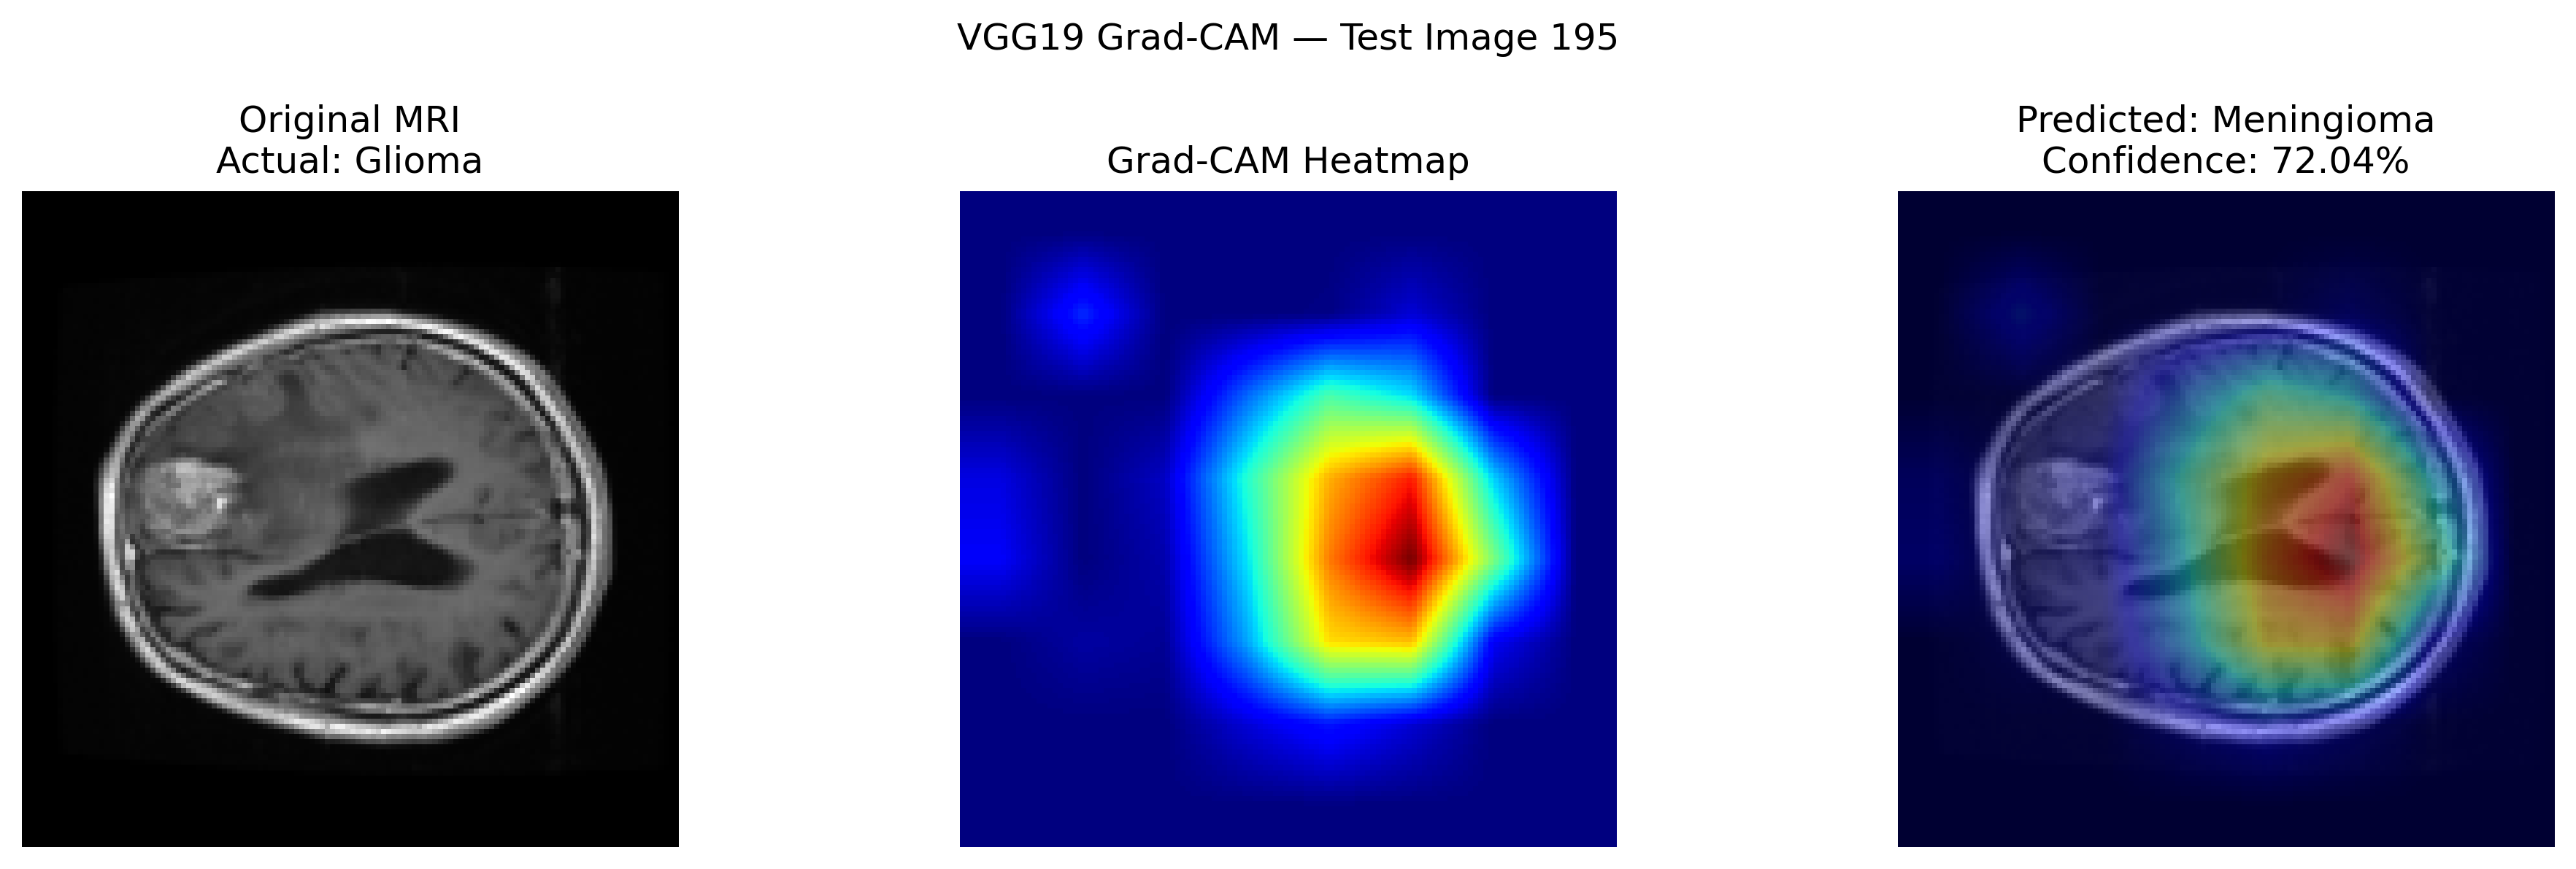 VGG19 Grad-CAM — Test Image 195
Original MRI
Actual: Glioma
Grad-CAM Heatmap
Predicted: Meningioma
Confidence: 72.04%